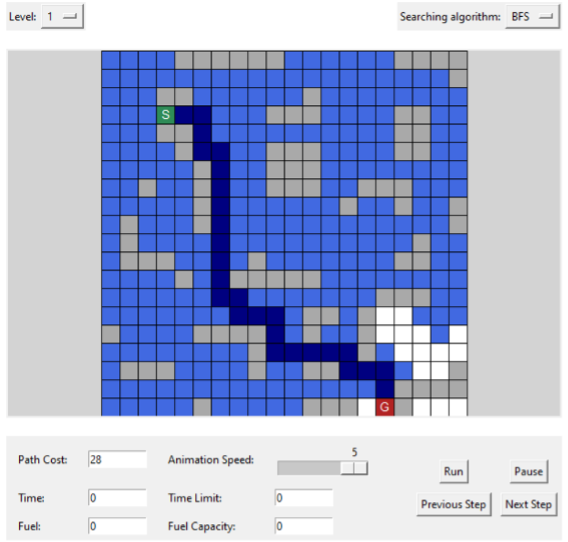 Level: 1 Searching algorithm: BFS
S
G
Path Cost: 28 Animation Speed: 5
Run Pause
Time: 0 Time Limit: 0
Previous Step Next Step
Fuel: 0 Fuel Capacity: 0